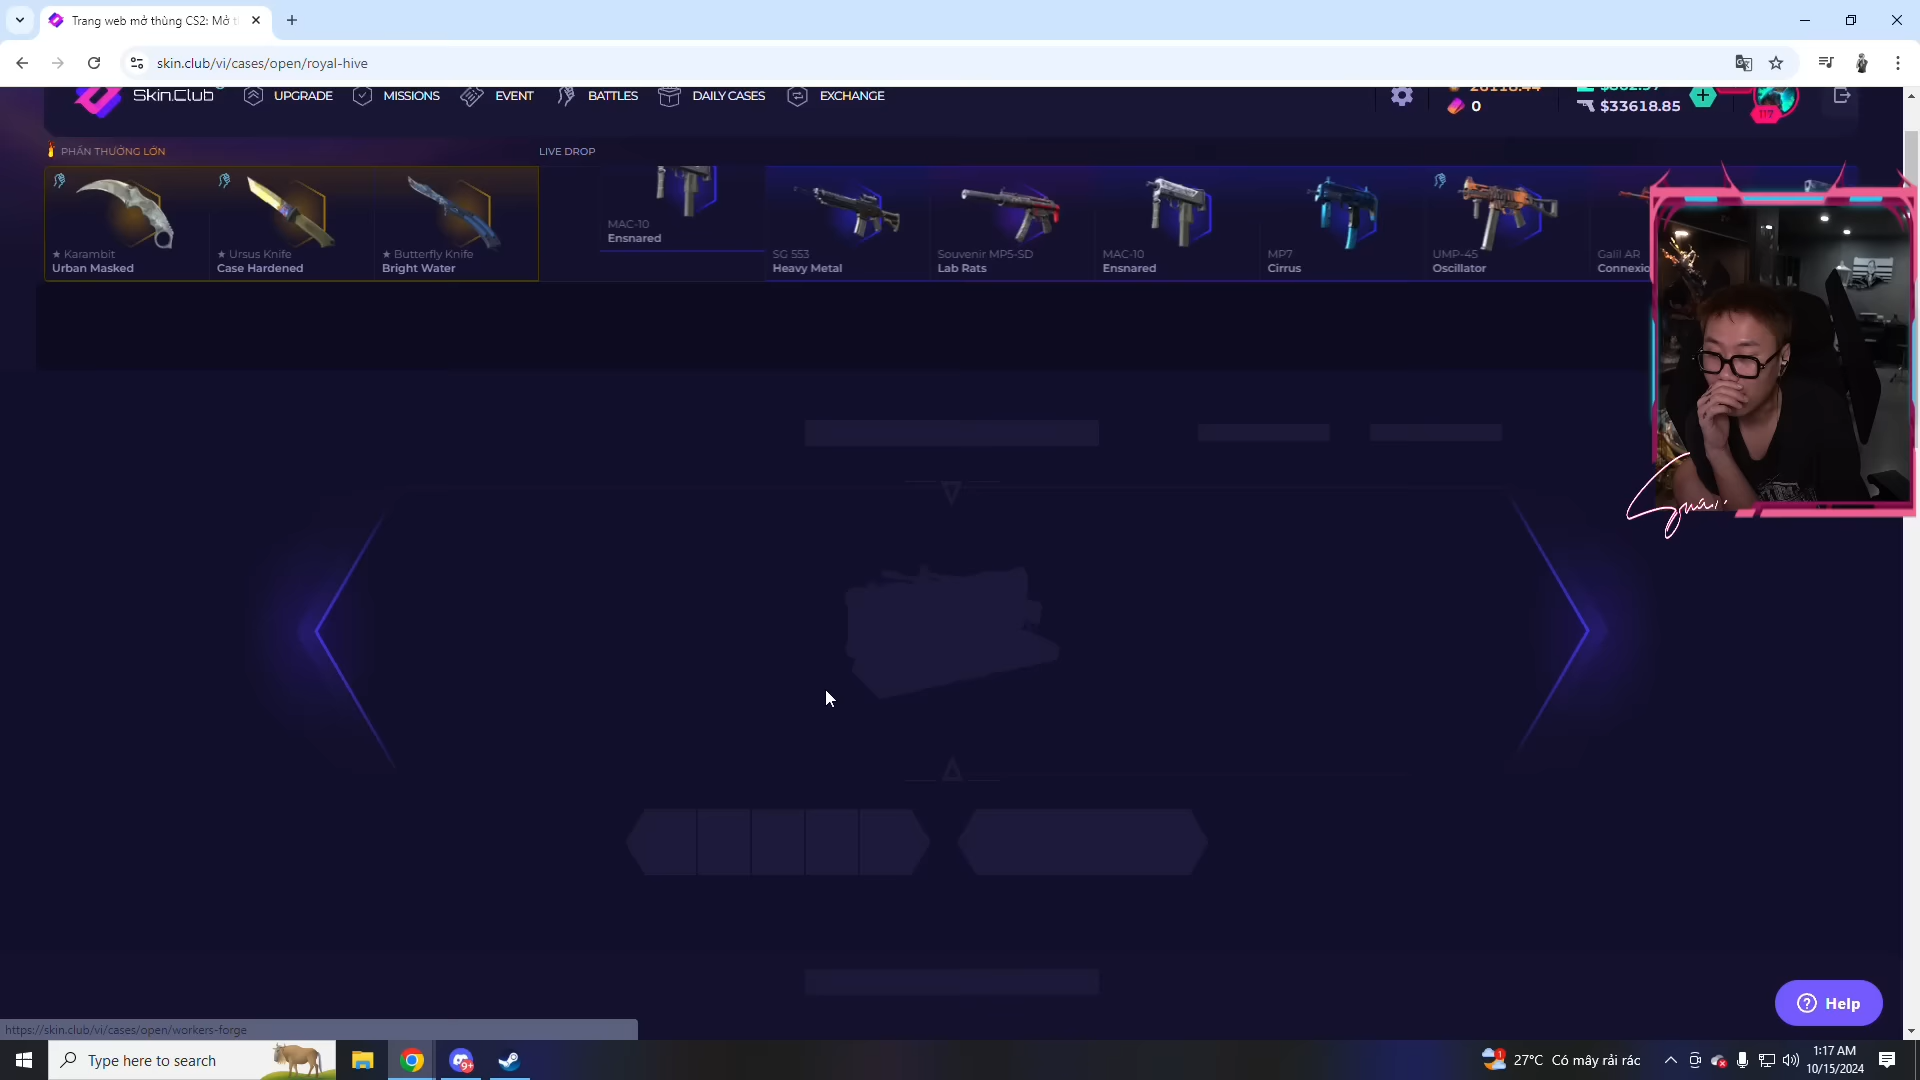 Trang web mở thùng CS2: Mở
skin.club/vi/cases/open/royal-hive
Skin.Club
UPGRADE
MISSIONS
EVENT
BATTLES
DAILY CASES
EXCHANGE
0
$33618.85
117
PHẦN THƯỞNG LỚN
LIVE DROP
★ Karambit
Urban Masked
★ Ursus Knife
Case Hardened
★ Butterfly Knife
Bright Water
MAC-10
Ensnared
SG 553
Heavy Metal
Souvenir MP5-SD
Lab Rats
MAC-10
Ensnared
MP7
Cirrus
UMP-45
Oscillator
Galil AR
Connexio
Help
https://skin.club/vi/cases/open/workers-forge
Type here to search
9+
1
27°C Có mây rải rác
1:17 AM
10/15/2024